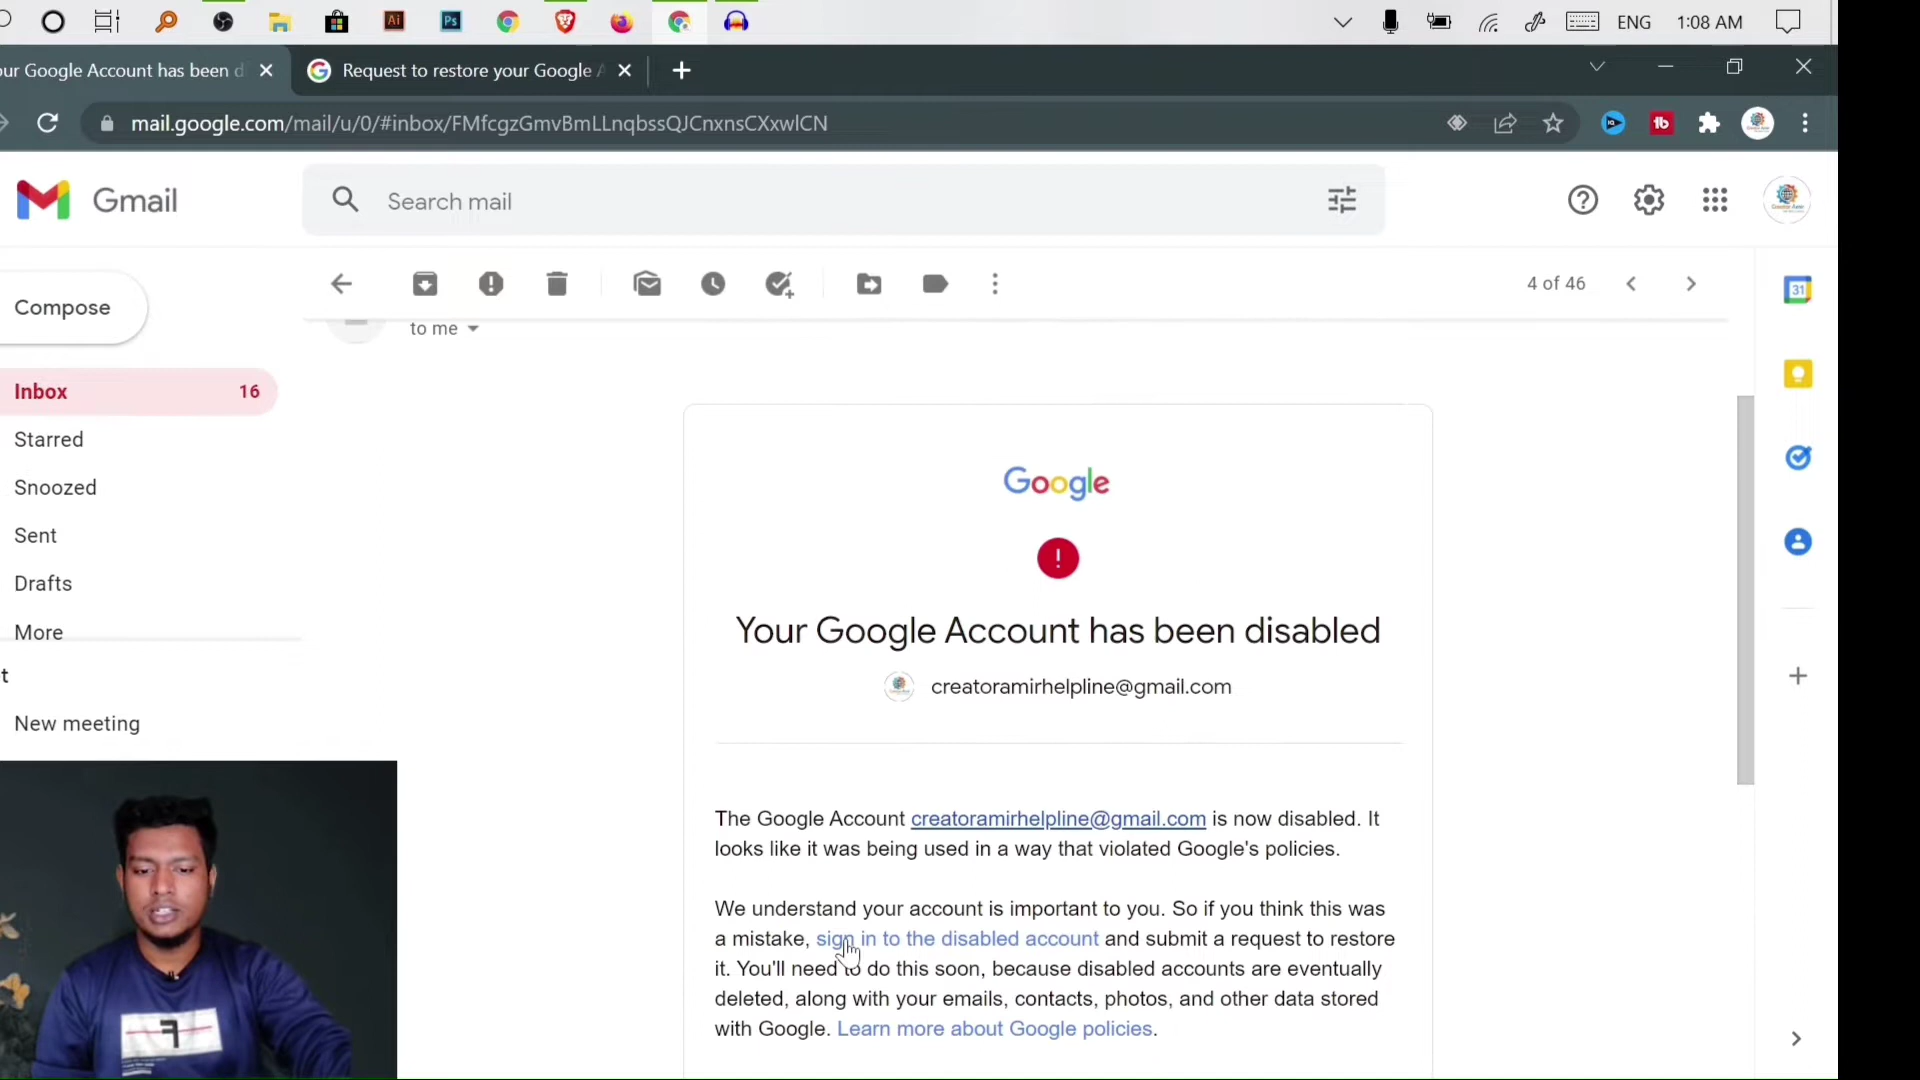 Ai
Ps
ENG
1:08 AM
our Google Account has been d
Request to restore your Google A
mail.google.com/mail/u/0/#inbox/FMfcgzGmvBmLLnqbssQJCnxnsCXxwlCN
Gmail
Search mail
Compose
4 of 46
to me
Inbox 16
Starred
Snoozed
Sent
Drafts
More
t
New meeting
31
Google
!
Your Google Account has been disabled
creatoramirhelpline@gmail.com
The Google Account creatoramirhelpline@gmail.com is now disabled. It
looks like it was being used in a way that violated Google's policies.
We understand your account is important to you. So if you think this was
a mistake, sign in to the disabled account and submit a request to restore
it. You'll need to do this soon, because disabled accounts are eventually
deleted, along with your emails, contacts, photos, and other data stored
with Google. Learn more about Google policies.